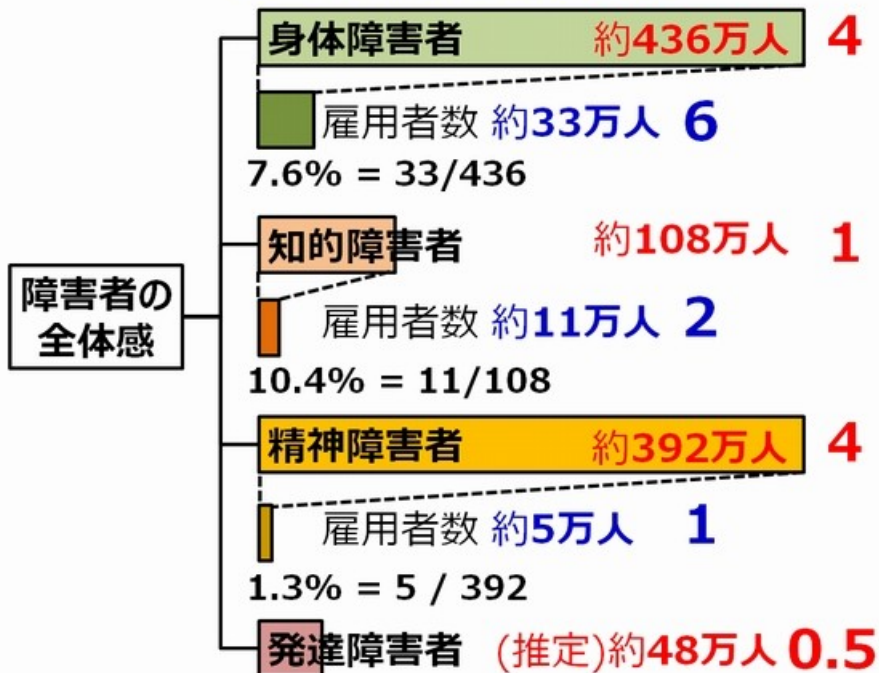 障害者の
全体感
身体障害者 約436万人 4
雇用者数 約33万人 6
7.6% = 33/436
知的障害者 約108万人 1
雇用者数 約11万人 2
10.4% = 11/108
精神障害者 約392万人 4
雇用者数 約5万人 1
1.3% = 5 / 392
発達障害者 (推定)約48万人 0.5